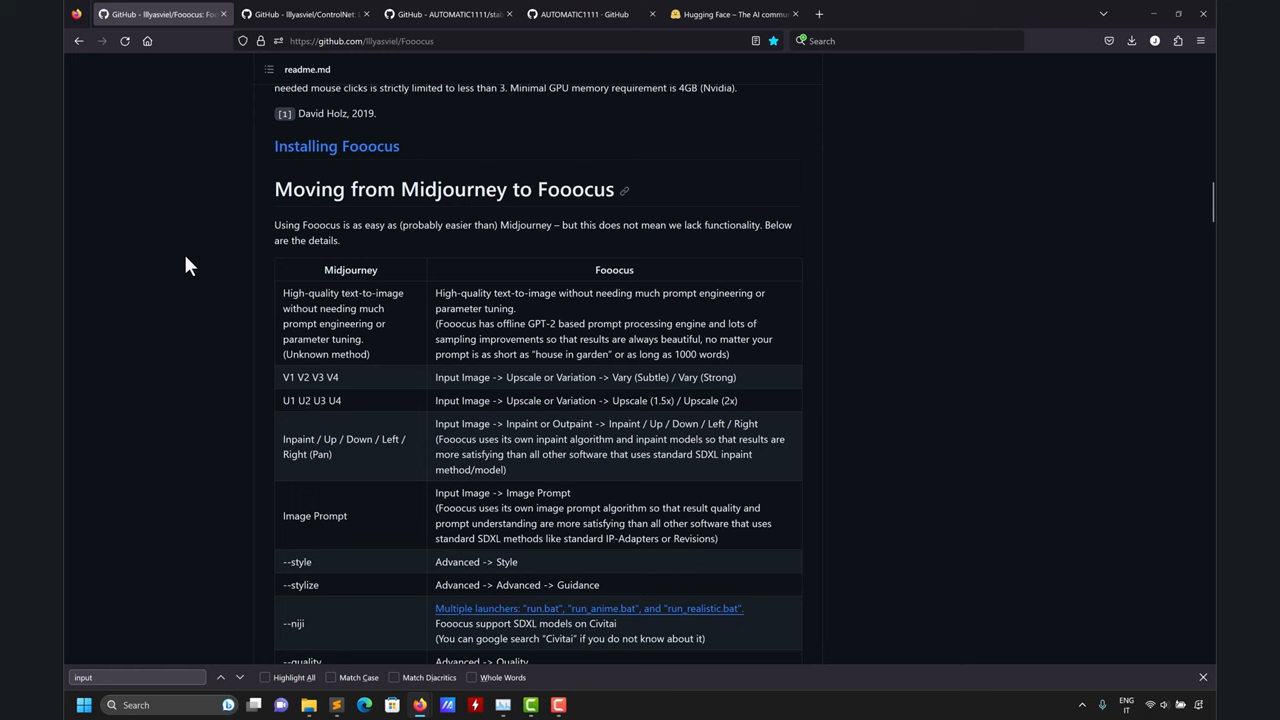 GitHub - lllyasviel/Fooocus: Fo
GitHub - lllyasviel/ControlNet: L
GitHub - AUTOMATIC1111/stab
AUTOMATIC1111 · GitHub
Hugging Face – The AI commu
https://github.com/lllyasviel/Fooocus
Search
readme.md
needed mouse clicks is strictly limited to less than 3. Minimal GPU memory requirement is 4GB (Nvidia).
[1] David Holz, 2019.
Installing Fooocus
Moving from Midjourney to Fooocus
Using Fooocus is as easy as (probably easier than) Midjourney – but this does not mean we lack functionality. Below
are the details.
Midjourney
Fooocus
High-quality text-to-image
without needing much
prompt engineering or
parameter tuning.
(Unknown method)
High-quality text-to-image without needing much prompt engineering or
parameter tuning.
(Fooocus has offline GPT-2 based prompt processing engine and lots of
sampling improvements so that results are always beautiful, no matter your
prompt is as short as “house in garden” or as long as 1000 words)
V1 V2 V3 V4
Input Image -> Upscale or Variation -> Vary (Subtle) / Vary (Strong)
U1 U2 U3 U4
Input Image -> Upscale or Variation -> Upscale (1.5x) / Upscale (2x)
Inpaint / Up / Down / Left /
Right (Pan)
Input Image -> Inpaint or Outpaint -> Inpaint / Up / Down / Left / Right
(Fooocus uses its own inpaint algorithm and inpaint models so that results are
more satisfying than all other software that uses standard SDXL inpaint
method/model)
Image Prompt
Input Image -> Image Prompt
(Fooocus uses its own image prompt algorithm so that result quality and
prompt understanding are more satisfying than all other software that uses
standard SDXL methods like standard IP-Adapters or Revisions)
--style
Advanced -> Style
--stylize
Advanced -> Advanced -> Guidance
--niji
Multiple launchers: "run.bat", "run_anime.bat", and "run_realistic.bat".
Fooocus support SDXL models on Civitai
(You can google search “Civitai” if you do not know about it)
--quality
Advanced -> Quality
input
Highlight All
Match Case
Match Diacritics
Whole Words
Search
ENG
IT